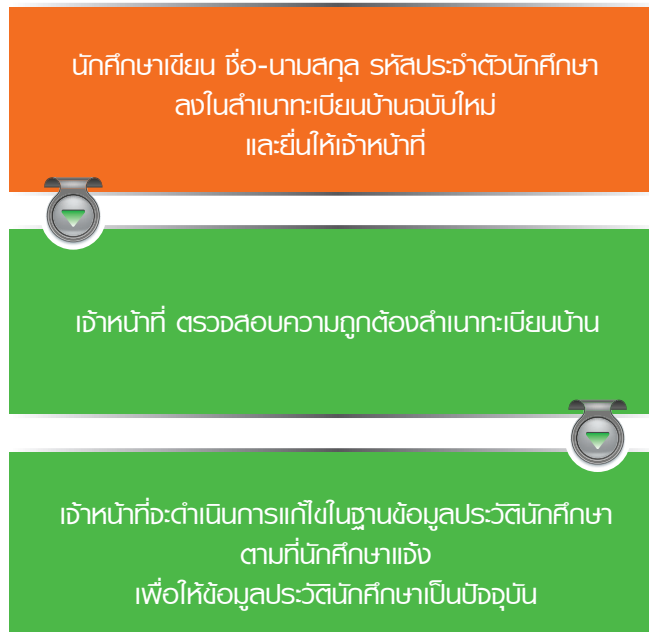 นักศึกษาเขียน ชื่อ-นามสกุล รหัสประจำตัวนักศึกษา
ลงในสำเนาทะเบียนบ้านฉบับใหม่
และยื่นให้เจ้าหน้าที่
เจ้าหน้าที่ ตรวจสอบความถูกต้องสำเนาทะเบียนบ้าน
เจ้าหน้าที่จะดำเนินการแก้ไขในฐานข้อมูลประวัตินักศึกษา
ตามที่นักศึกษาแจ้ง
เพื่อให้ข้อมูลประวัตินักศึกษาเป็นปัจจุบัน